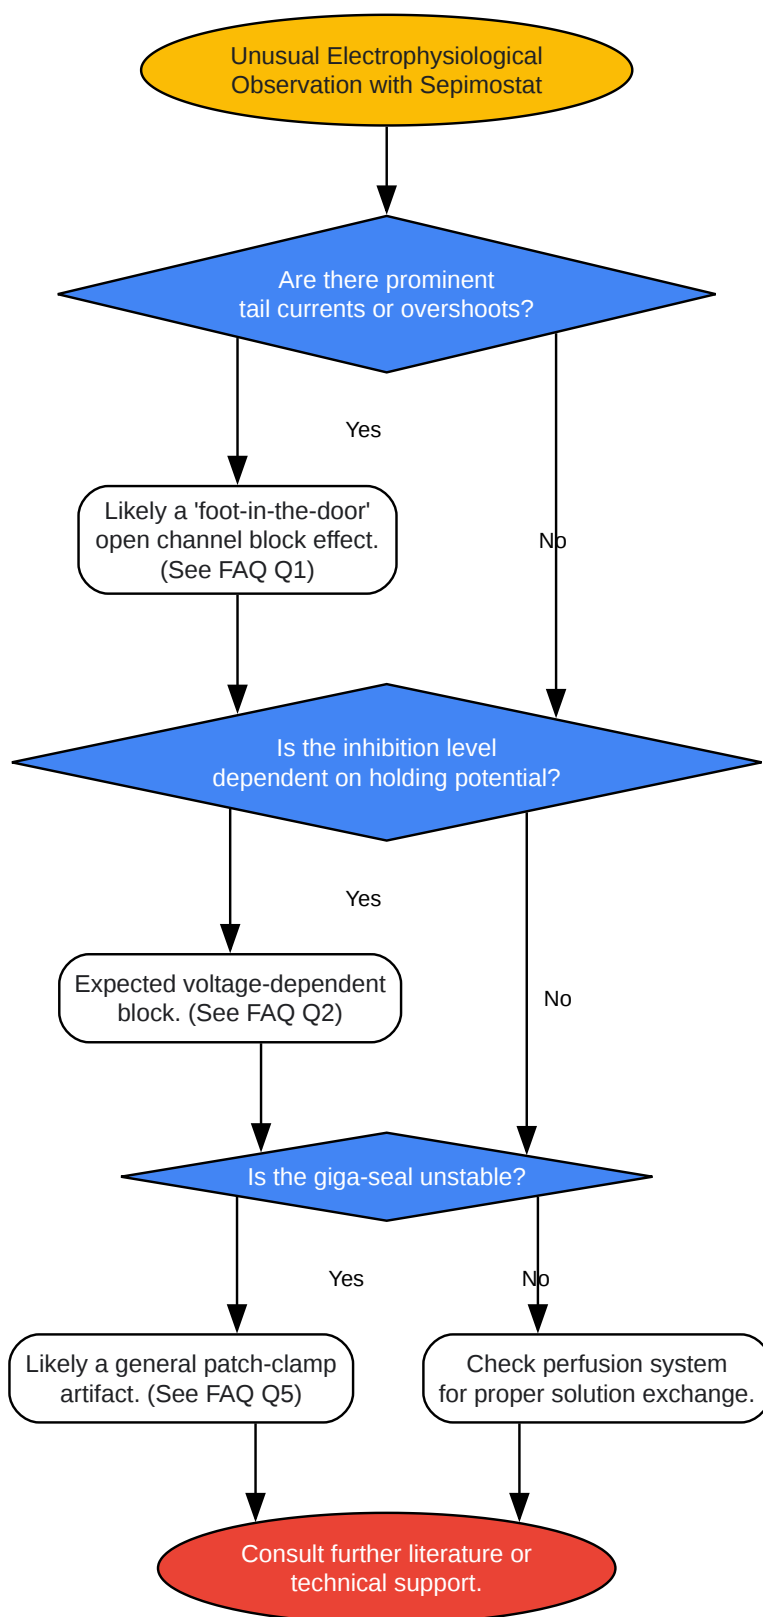 Unusual Electrophysiological
Observation with Sepimostat
Are there prominent
tail currents or overshoots?
Yes
Likely a 'foot-in-the-door'
open channel block effect.
(See FAQ Q1)
No
Is the inhibition level
dependent on holding potential?
Yes
Expected voltage-dependent
block. (See FAQ Q2)
No
Is the giga-seal unstable?
Yes
No
Likely a general patch-clamp
artifact. (See FAQ Q5)
Check perfusion system
for proper solution exchange.
Consult further literature or
technical support.